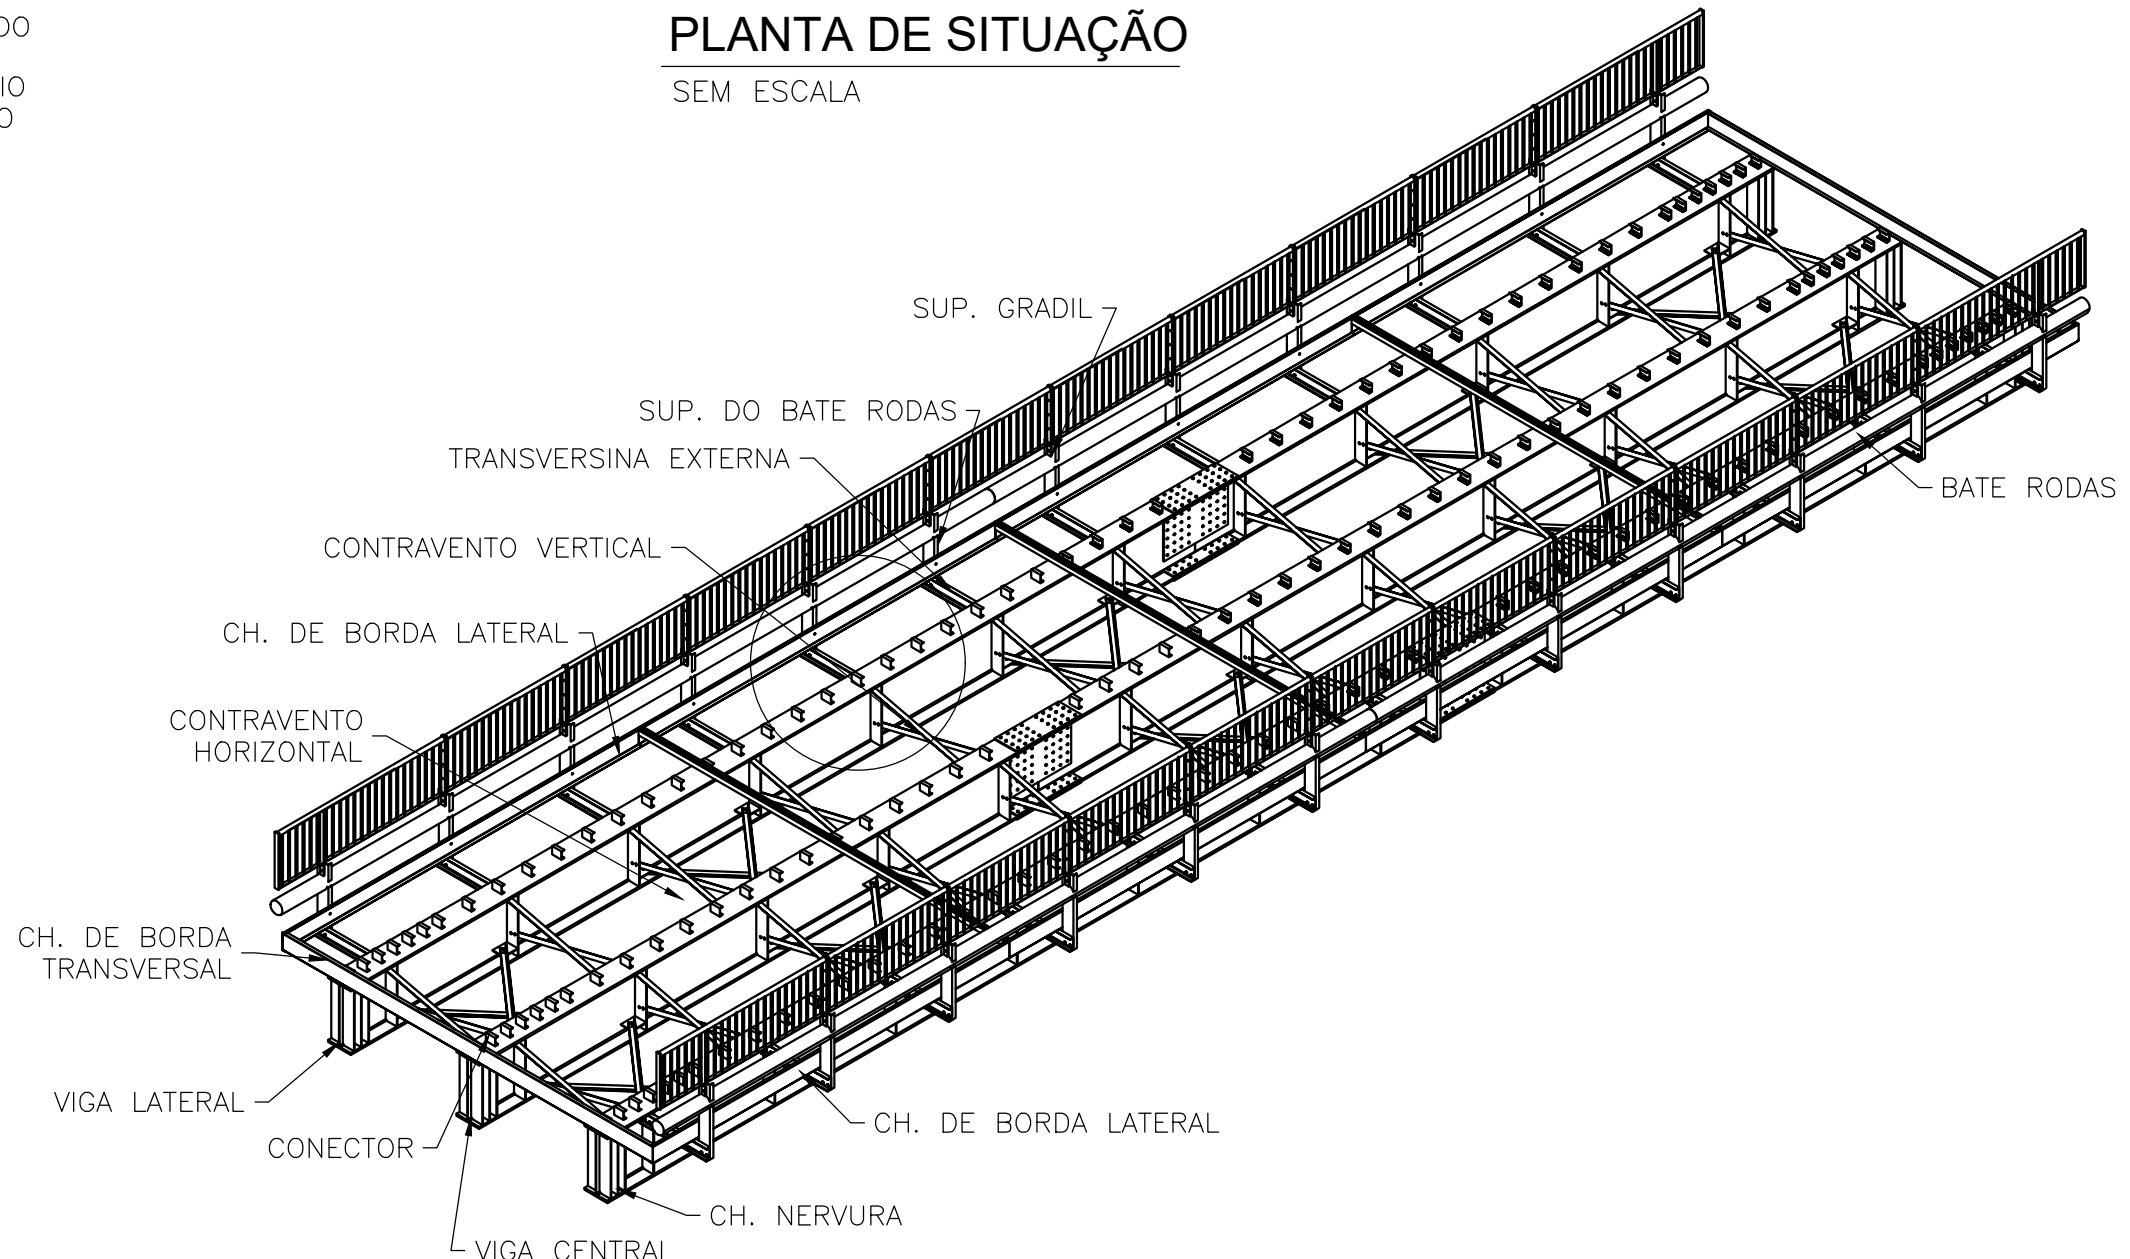 PLANTA DE SITUAÇÃO
SEM ESCALA
SUP. GRADIL
SUP. DO BATE RODAS
TRANSVERSINA EXTERNA
BATE RODAS
CONTRAVENTO VERTICAL
CH. DE BORDA LATERAL
CONTRAVENTO
HORIZONTAL
CH. DE BORDA
TRANSVERSAL
VIGA LATERAL
CH. DE BORDA LATERAL
CONECTOR
CH. NERVURA
VIGA CENTRAL